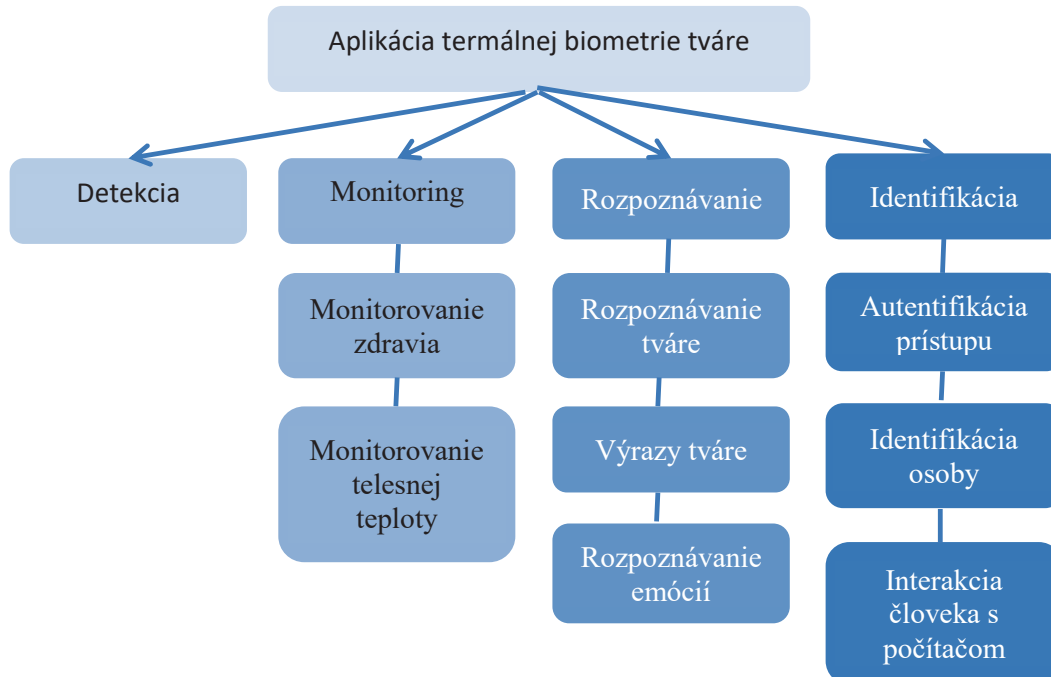 Aplikácia termálnej biometrie tváre
Detekcia
Monitoring
Rozpoznávanie
Identifikácia
Monitorovanie
zdravia
Rozpoznávanie
tváre
Autentifikácia
prístupu
Monitorovanie
telesnej
teploty
Výrazy tváre
Identifikácia
osoby
Rozpoznávanie
emócií
Interakcia
človeka s
počítačom